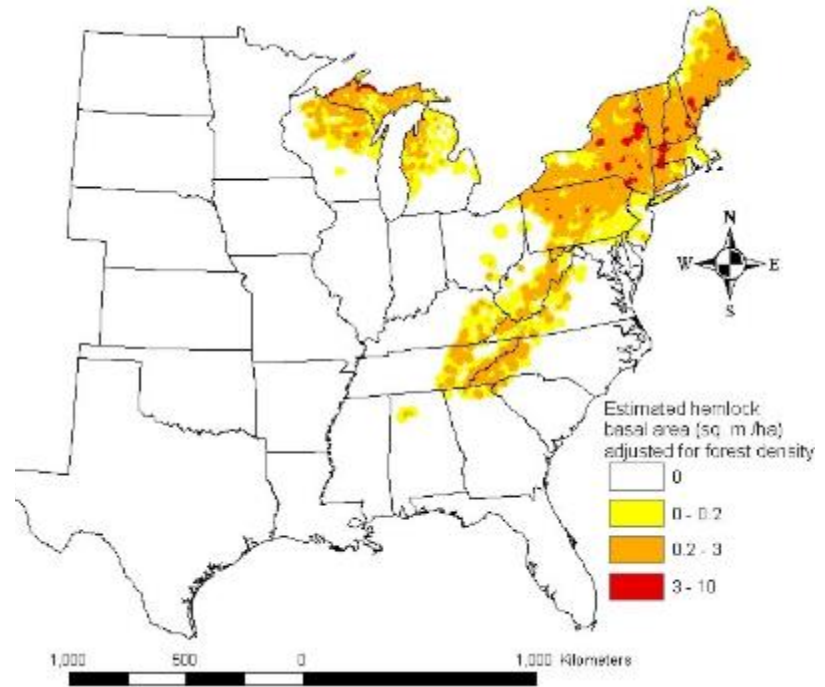 N
W E
S
Estimated hemlock
basal area (sq. m./ha)
adjusted for forest density
0
0 - 0.2
0.2 - 3
3 - 10
1,000 500 0 1,000 Kilometers